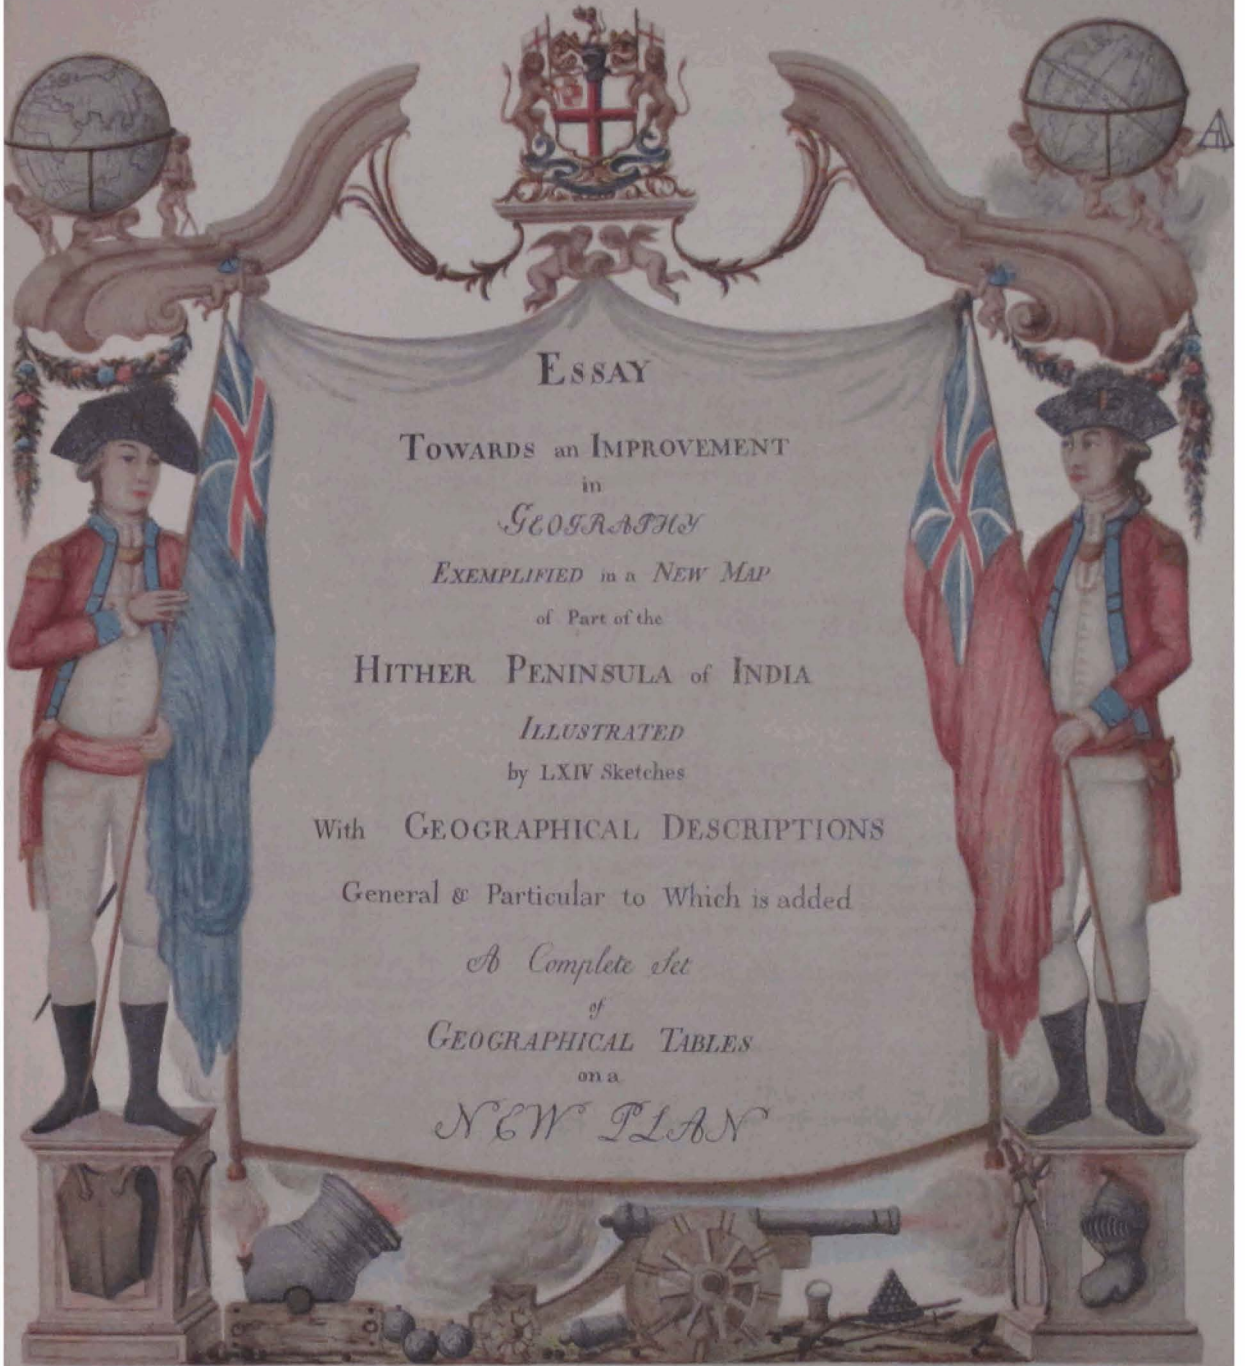 ESSAY
TOWARDS an IMPROVEMENT
in
GEOGRAPHY
EXEMPLIFIED in a NEW MAP
of Part of the
HITHER PENINSULA of INDIA
ILLUSTRATED
by LXIV Sketches
With GEOGRAPHICAL DESCRIPTIONS
General & Particular to Which is added
A Complete Set
of
GEOGRAPHICAL TABLES
on a
NEW PLAN